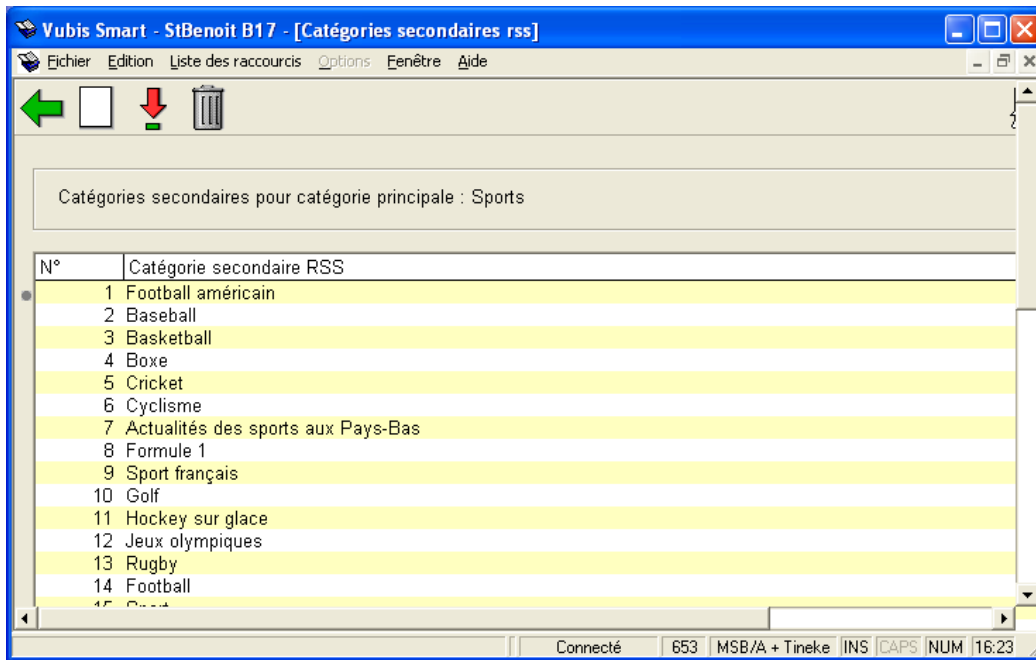 Vubis Smart - StBenoit B17 - [Catégories secondaires rss]
Fichier Edition Liste des raccourcis Options Fenêtre Aide
Catégories secondaires pour catégorie principale : Sports
N° Catégorie secondaire RSS
1 Football américain
2 Baseball
3 Basketball
4 Boxe
5 Cricket
6 Cyclisme
7 Actualités des sports aux Pays-Bas
8 Formule 1
9 Sport français
10 Golf
11 Hockey sur glace
12 Jeux olympiques
13 Rugby
14 Football
Connecté 653 MSB/A + Tineke INS CAPS NUM 16:23